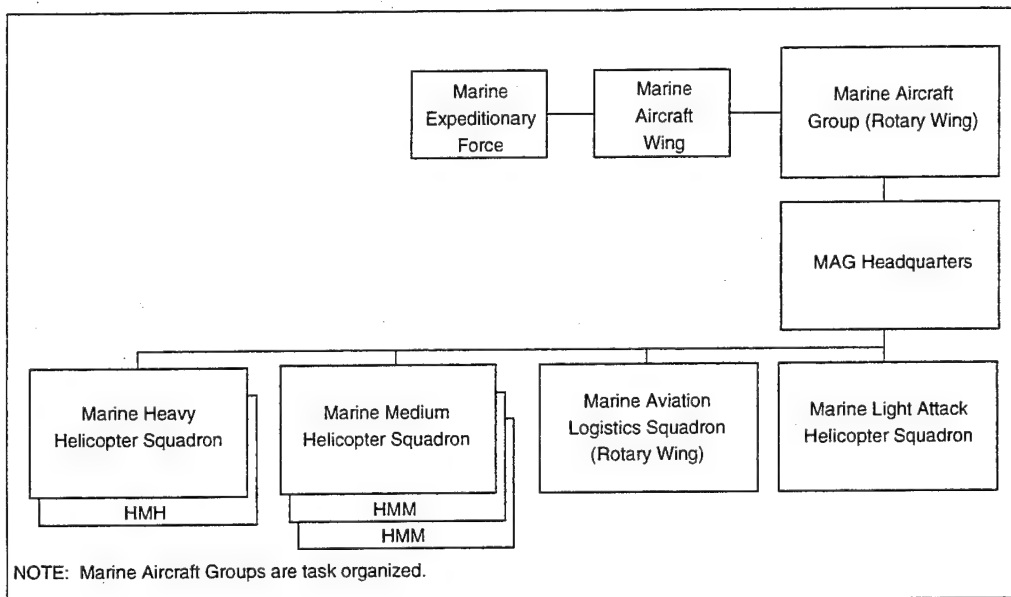 Marine
Expeditionary
Force
Marine
Aircraft
Wing
Marine Aircraft
Group (Rotary Wing)
MAG Headquarters
Marine Heavy
Helicopter Squadron
HMH
Marine Medium
Helicopter Squadron
HMM
HMM
Marine Aviation
Logistics Squadron
(Rotary Wing)
Marine Light Attack
Helicopter Squadron
NOTE: Marine Aircraft Groups are task organized.